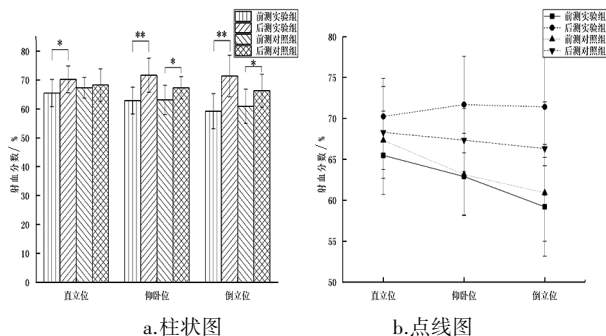 前测实验组
后测实验组
前测对照组
后测对照组
*
**
*
**
*
射血分数/%
80
70
60
50
40
30
20
10
0
直立位
仰卧位
倒立位
a.柱状图
前测实验组
后测实验组
前测对照组
后测对照组
射血分数/%
80
75
70
65
60
55
50
直立位
仰卧位
倒立位
b.点线图